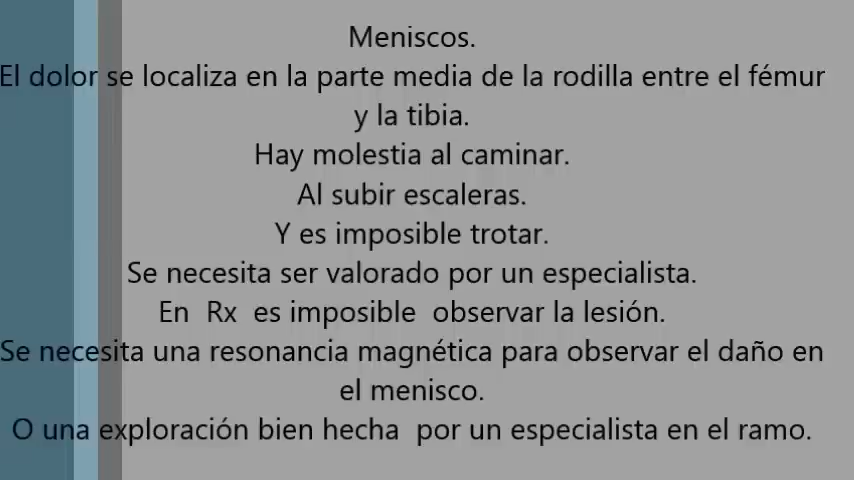 Meniscos.
El dolor se localiza en la parte media de la rodilla entre el fémur
y la tibia.
Hay molestia al caminar.
Al subir escaleras.
Y es imposible trotar.
Se necesita ser valorado por un especialista.
En Rx es imposible observar la lesión.
Se necesita una resonancia magnética para observar el daño en
el menisco.
O una exploración bien hecha por un especialista en el ramo.